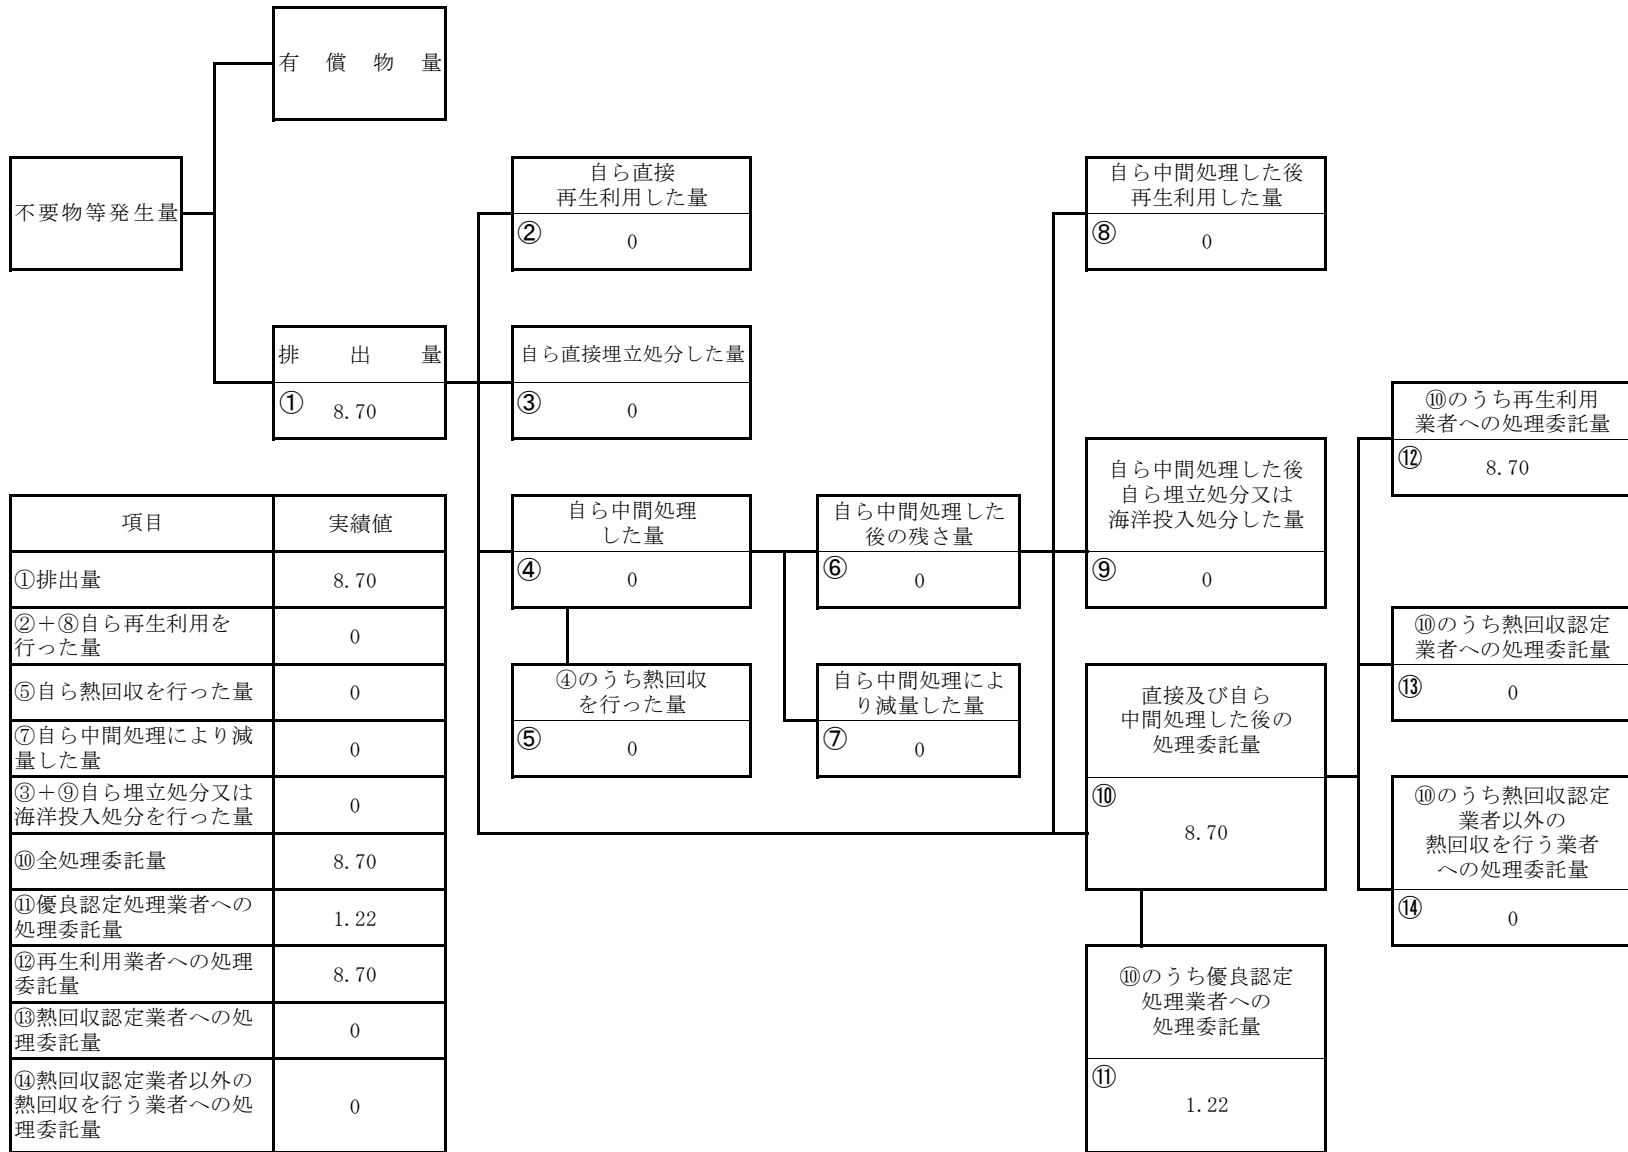 有償物量
不要物等発生量
自ら直接
再生利用した量
② 0
自ら中間処理した後
再生利用した量
⑧ 0
排出量
① 8.70
自ら直接埋立処分した量
③ 0
⑩のうち再生利用
業者への処理委託量
⑫ 8.70
自ら中間処理した後
自ら埋立処分又は
海洋投入処分した量
⑨ 0
自ら中間処理
した量
④ 0
自ら中間処理した
後の残さ量
⑥ 0
⑩のうち熱回収認定
業者への処理委託量
⑬ 0
④のうち熱回収
を行った量
⑤ 0
自ら中間処理によ
り減量した量
⑦ 0
直接及び自ら
中間処理した後の
処理委託量
⑩
8.70
⑩のうち熱回収認定
業者以外の
熱回収を行う業者
への処理委託量
⑭ 0
⑩のうち優良認定
処理業者への
処理委託量
⑪
1.22
項目 実績値
①排出量 8.70
②+⑧自ら再生利用を
行った量 0
⑤自ら熱回収を行った量 0
⑦自ら中間処理により減
量した量 0
③+⑨自ら埋立処分又は
海洋投入処分を行った量 0
⑩全処理委託量 8.70
⑪優良認定処理業者への
処理委託量 1.22
⑫再生利用業者への処理
委託量 8.70
⑬熱回収認定業者への処
理委託量 0
⑭熱回収認定業者以外の
熱回収を行う業者への処
理委託量 0